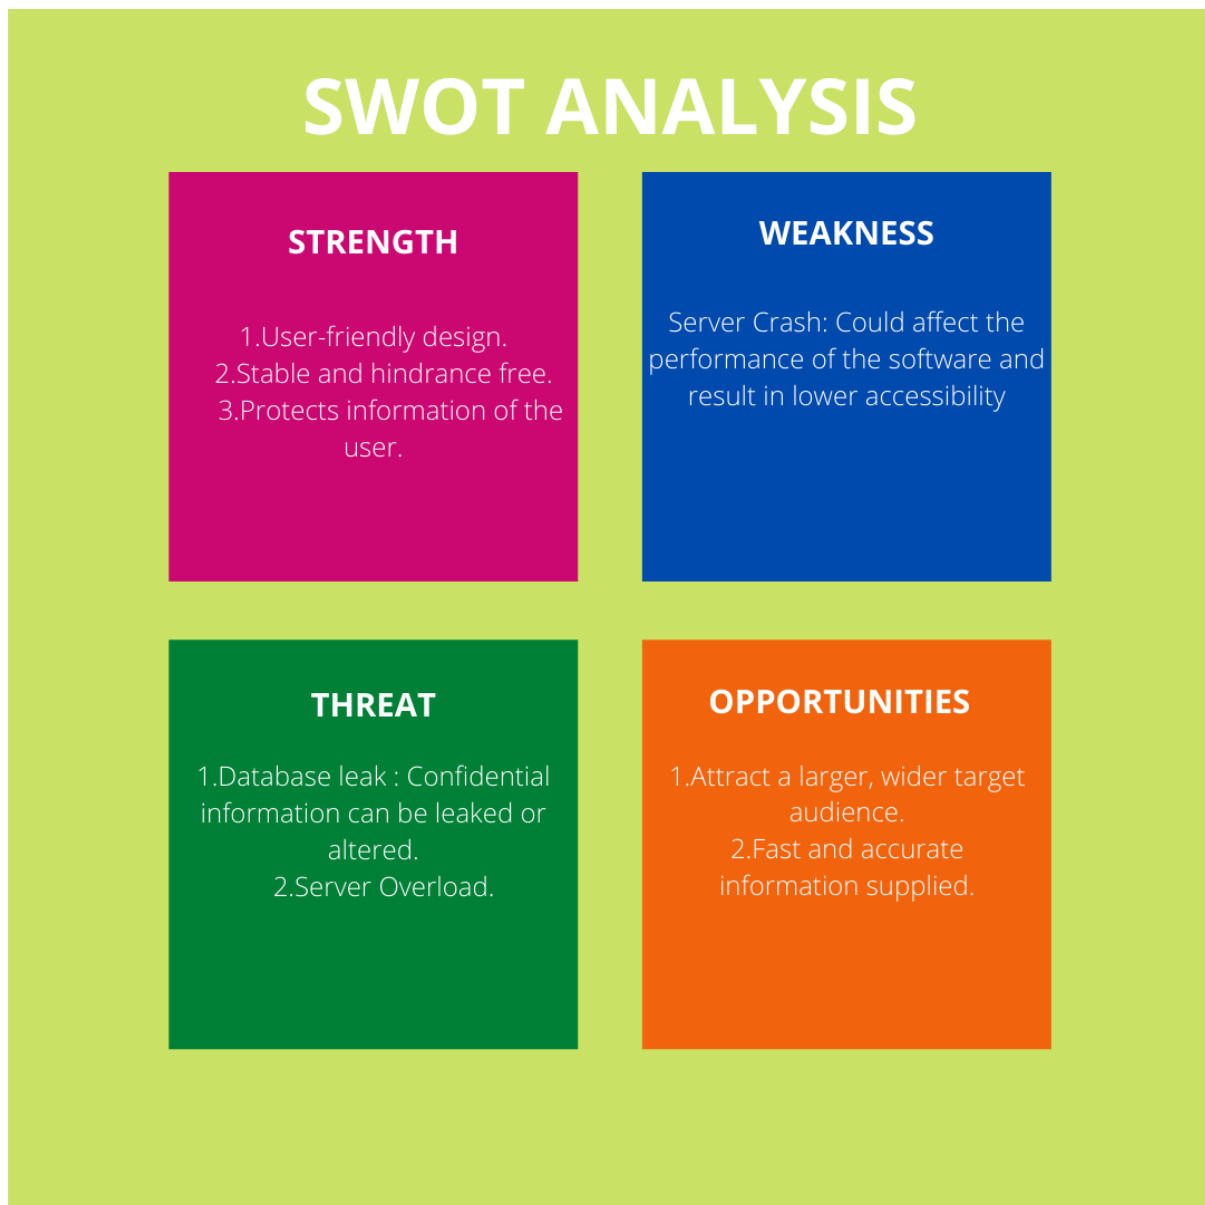 SWOT ANALYSIS
STRENGTH
1.User-friendly design.
2.Stable and hindrance free.
3.Protects information of the
user.
WEAKNESS
Server Crash: Could affect the
performance of the software and
result in lower accessibility
THREAT
1.Database leak : Confidential
information can be leaked or
altered.
2.Server Overload.
OPPORTUNITIES
1.Attract a larger, wider target
audience.
2.Fast and accurate
information supplied.